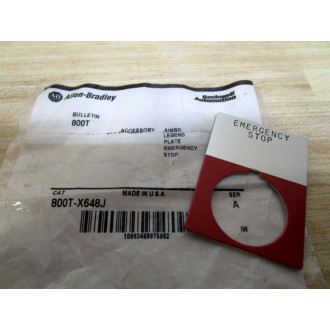 AB Allen-Bradley
Rockwell
Automation
BULLETIN
800T
ACCESSORY
JUMBO
LEGEND
PLATE
EMERGENCY
STOP
EMERGENCY
STOP
CAT
MADE IN U.S.A.
SER
800T-X648J
A